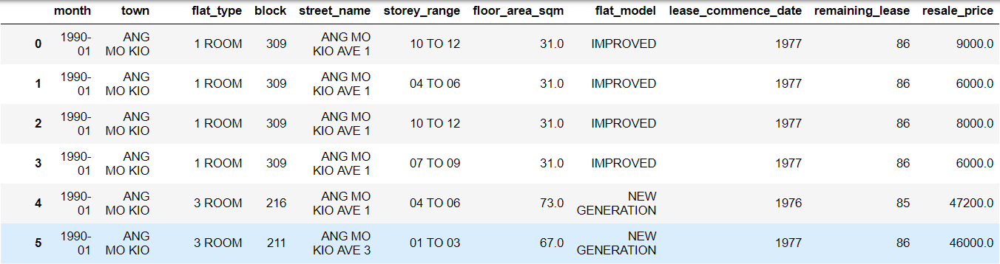 month town flat_type block street_name storey_range floor_area_sqm flat_model lease_commence_date remaining_lease resale_price
0 1990-01 ANG MO KIO 1 ROOM 309 ANG MO KIO AVE 1 10 TO 12 31.0 IMPROVED 1977 86 9000.0
1 1990-01 ANG MO KIO 1 ROOM 309 ANG MO KIO AVE 1 04 TO 06 31.0 IMPROVED 1977 86 6000.0
2 1990-01 ANG MO KIO 1 ROOM 309 ANG MO KIO AVE 1 10 TO 12 31.0 IMPROVED 1977 86 8000.0
3 1990-01 ANG MO KIO 1 ROOM 309 ANG MO KIO AVE 1 07 TO 09 31.0 IMPROVED 1977 86 6000.0
4 1990-01 ANG MO KIO 3 ROOM 216 ANG MO KIO AVE 1 04 TO 06 73.0 NEW GENERATION 1976 85 47200.0
5 1990-01 ANG MO KIO 3 ROOM 211 ANG MO KIO AVE 3 01 TO 03 67.0 NEW GENERATION 1977 86 46000.0